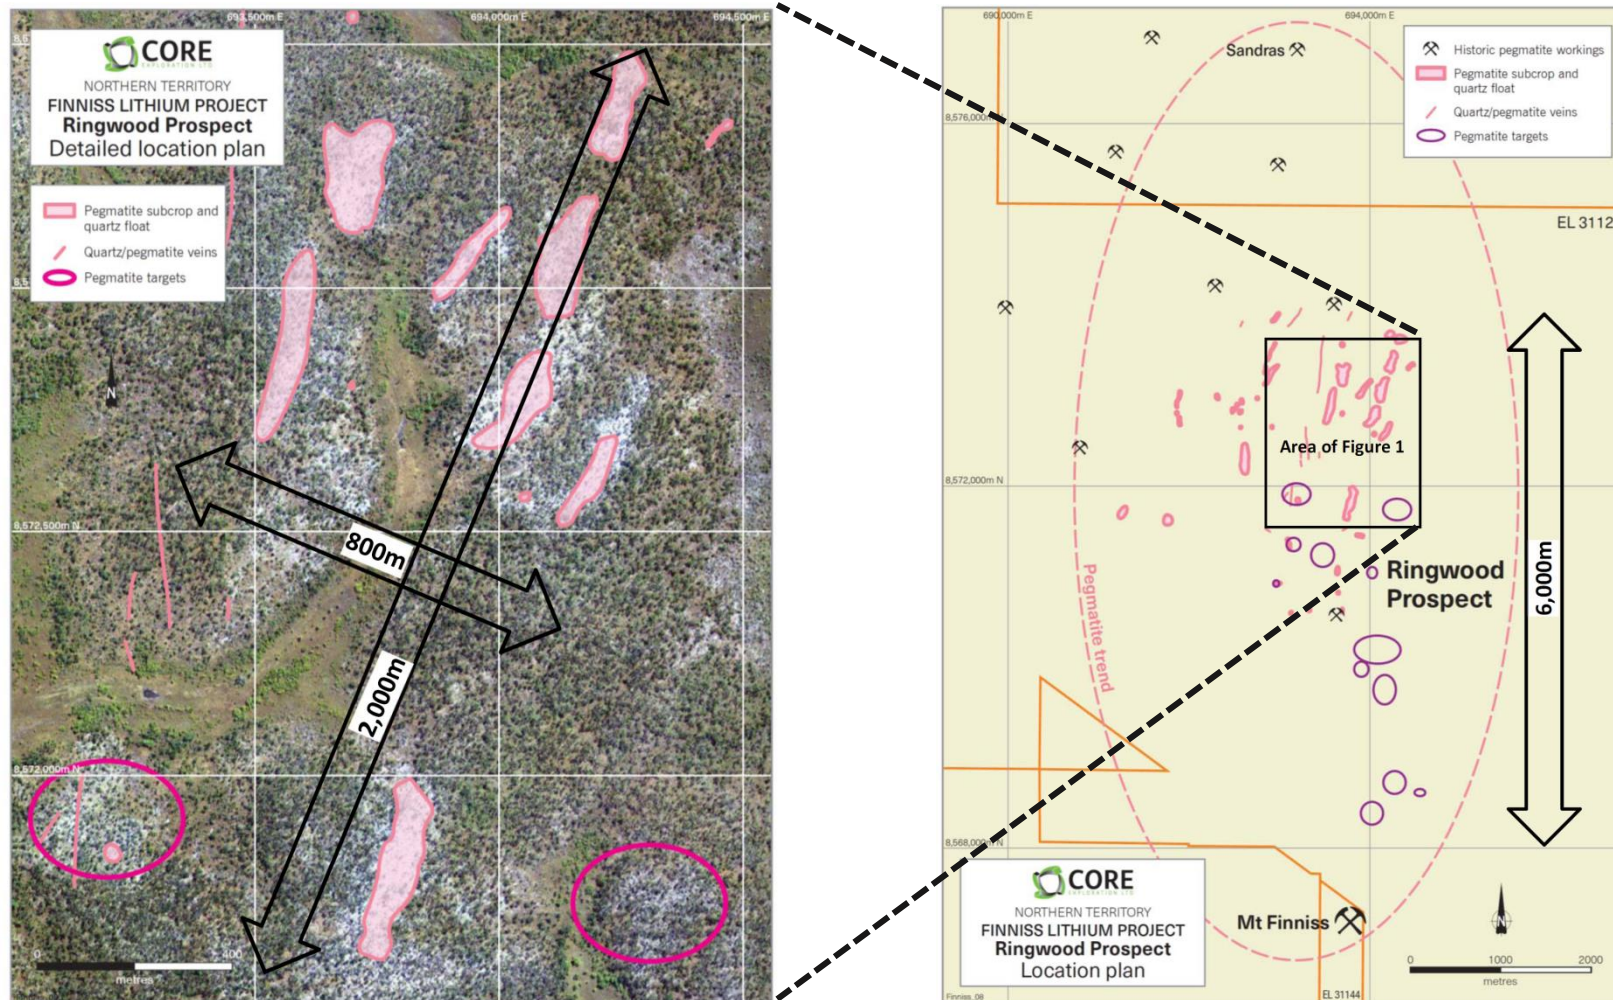 693,500m E
694,000m E
694,500m E
CORE
EXPLORATION LTD
NORTHERN TERRITORY
FINNISS LITHIUM PROJECT
Ringwood Prospect
Detailed location plan
Pegmatite subcrop and
quartz float
Quartz/pegmatite veins
Pegmatite targets
N
8,572,500m N
800m
2,000m
8,572,000m N
0
400
metres
690,000m E
694,000m E
Sandras
Historic pegmatite workings
Pegmatite subcrop and
quartz float
Quartz/pegmatite veins
Pegmatite targets
8,576,000m
EL 3112
Area of Figure 1
8,572,000m N
Ringwood
Prospect
6,000m
Pegmatite trend
8,568,000m N
CORE
EXPLORATION LTD
NORTHERN TERRITORY
FINNISS LITHIUM PROJECT
Ringwood Prospect
Location plan
Mt Finniss
N
0
1000
2000
metres
Finniss_08
EL 31144